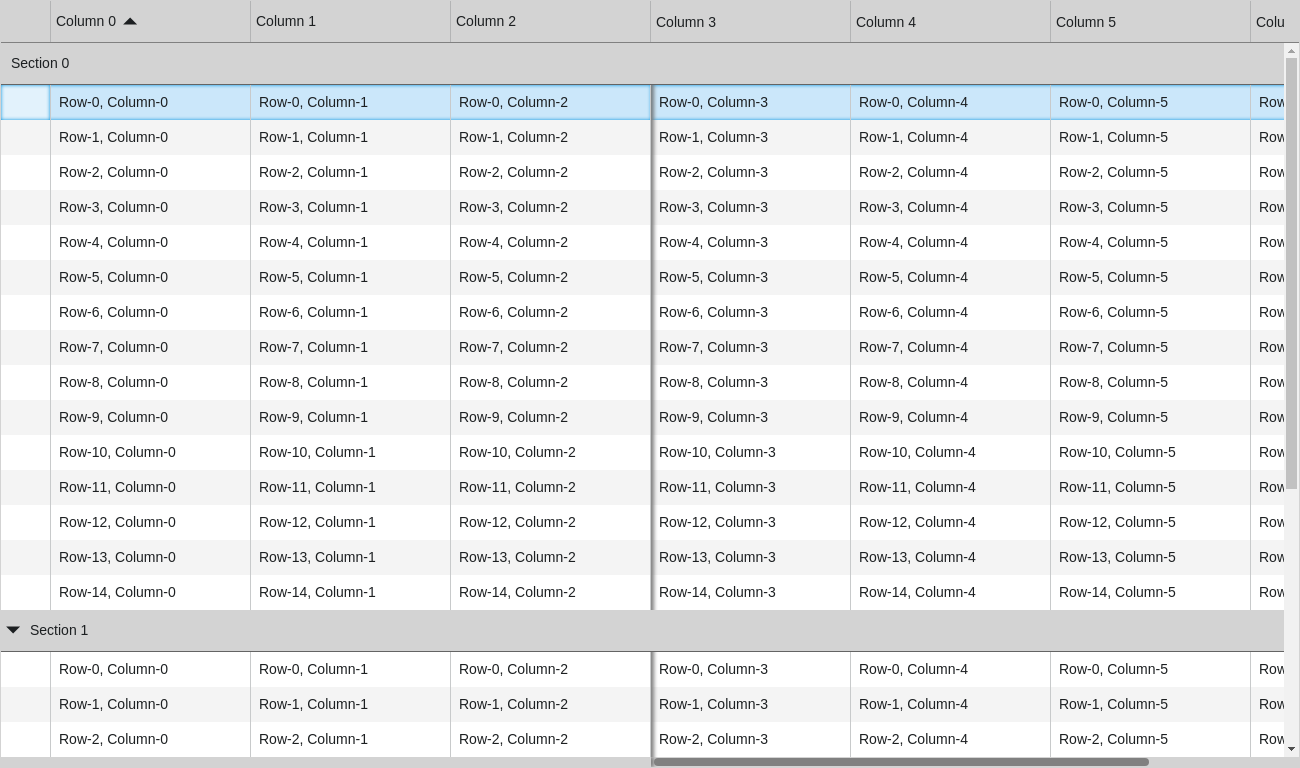 Column 0 Column 1 Column 2 Column 3 Column 4 Column 5 Colu
Section 0
Row-0, Column-0 Row-0, Column-1 Row-0, Column-2 Row-0, Column-3 Row-0, Column-4 Row-0, Column-5 Row
Row-1, Column-0 Row-1, Column-1 Row-1, Column-2 Row-1, Column-3 Row-1, Column-4 Row-1, Column-5 Row
Row-2, Column-0 Row-2, Column-1 Row-2, Column-2 Row-2, Column-3 Row-2, Column-4 Row-2, Column-5 Row
Row-3, Column-0 Row-3, Column-1 Row-3, Column-2 Row-3, Column-3 Row-3, Column-4 Row-3, Column-5 Row
Row-4, Column-0 Row-4, Column-1 Row-4, Column-2 Row-4, Column-3 Row-4, Column-4 Row-4, Column-5 Row
Row-5, Column-0 Row-5, Column-1 Row-5, Column-2 Row-5, Column-3 Row-5, Column-4 Row-5, Column-5 Row
Row-6, Column-0 Row-6, Column-1 Row-6, Column-2 Row-6, Column-3 Row-6, Column-4 Row-6, Column-5 Row
Row-7, Column-0 Row-7, Column-1 Row-7, Column-2 Row-7, Column-3 Row-7, Column-4 Row-7, Column-5 Row
Row-8, Column-0 Row-8, Column-1 Row-8, Column-2 Row-8, Column-3 Row-8, Column-4 Row-8, Column-5 Row
Row-9, Column-0 Row-9, Column-1 Row-9, Column-2 Row-9, Column-3 Row-9, Column-4 Row-9, Column-5 Row
Row-10, Column-0 Row-10, Column-1 Row-10, Column-2 Row-10, Column-3 Row-10, Column-4 Row-10, Column-5 Row
Row-11, Column-0 Row-11, Column-1 Row-11, Column-2 Row-11, Column-3 Row-11, Column-4 Row-11, Column-5 Row
Row-12, Column-0 Row-12, Column-1 Row-12, Column-2 Row-12, Column-3 Row-12, Column-4 Row-12, Column-5 Row
Row-13, Column-0 Row-13, Column-1 Row-13, Column-2 Row-13, Column-3 Row-13, Column-4 Row-13, Column-5 Row
Row-14, Column-0 Row-14, Column-1 Row-14, Column-2 Row-14, Column-3 Row-14, Column-4 Row-14, Column-5 Row
Section 1
Row-0, Column-0 Row-0, Column-1 Row-0, Column-2 Row-0, Column-3 Row-0, Column-4 Row-0, Column-5 Row
Row-1, Column-0 Row-1, Column-1 Row-1, Column-2 Row-1, Column-3 Row-1, Column-4 Row-1, Column-5 Row
Row-2, Column-0 Row-2, Column-1 Row-2, Column-2 Row-2, Column-3 Row-2, Column-4 Row-2, Column-5 Row